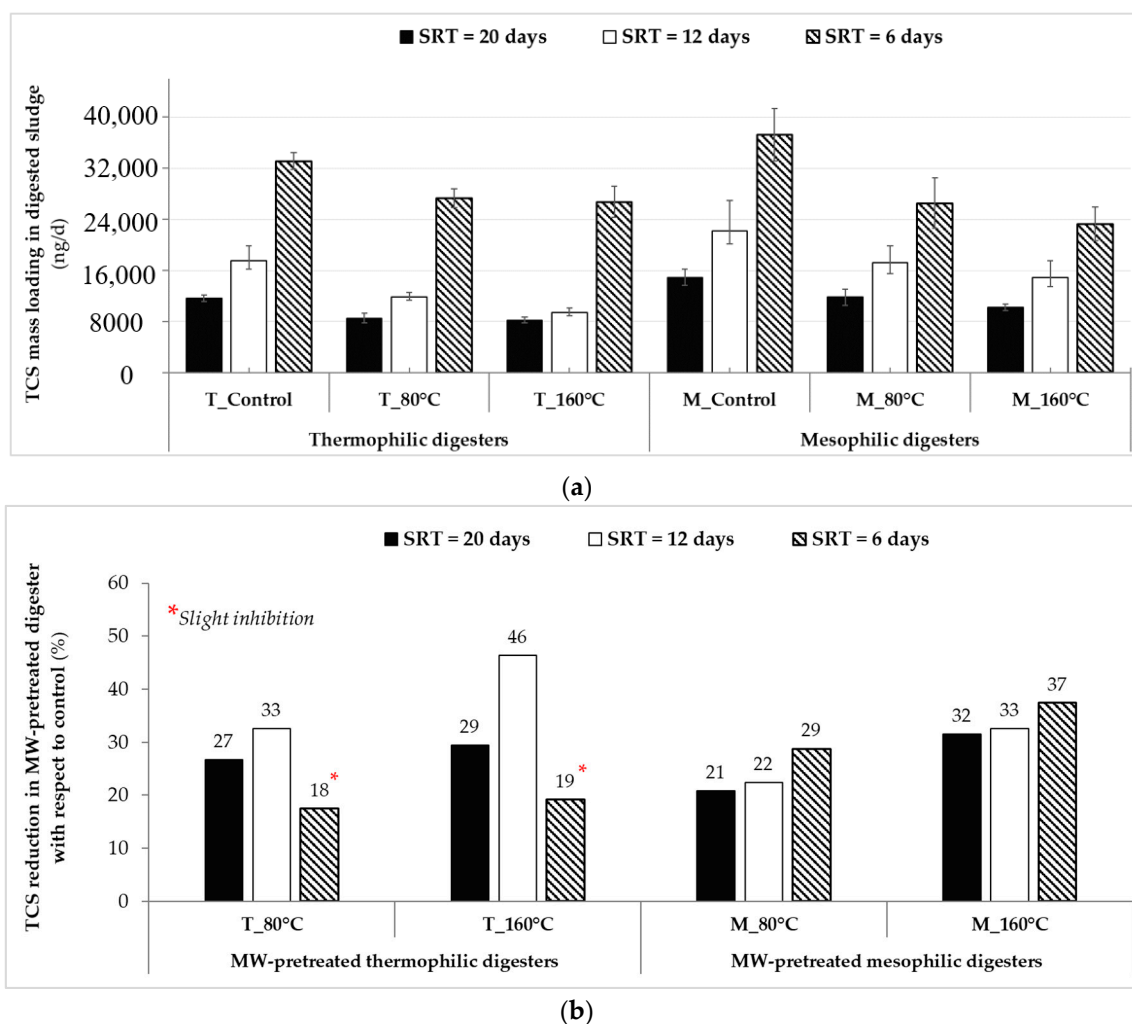 SRT = 20 days SRT = 12 days SRT = 6 days
TCS mass loading in digested sludge
(ng/d)
40,000
32,000
24,000
16,000
8000
0
T_Control T_80°C T_160°C M_Control M_80°C M_160°C
Thermophilic digesters Mesophilic digesters
(a)
SRT = 20 days SRT = 12 days SRT = 6 days
TCS reduction in MW-pretreated digester
with respect to control (%)
60
50
40
30
20
10
0
*Slight inhibition
27 33 18* 29 46 19* 21 22 29 32 33 37
T_80°C T_160°C M_80°C M_160°C
MW-pretreated thermophilic digesters MW-pretreated mesophilic digesters
(b)